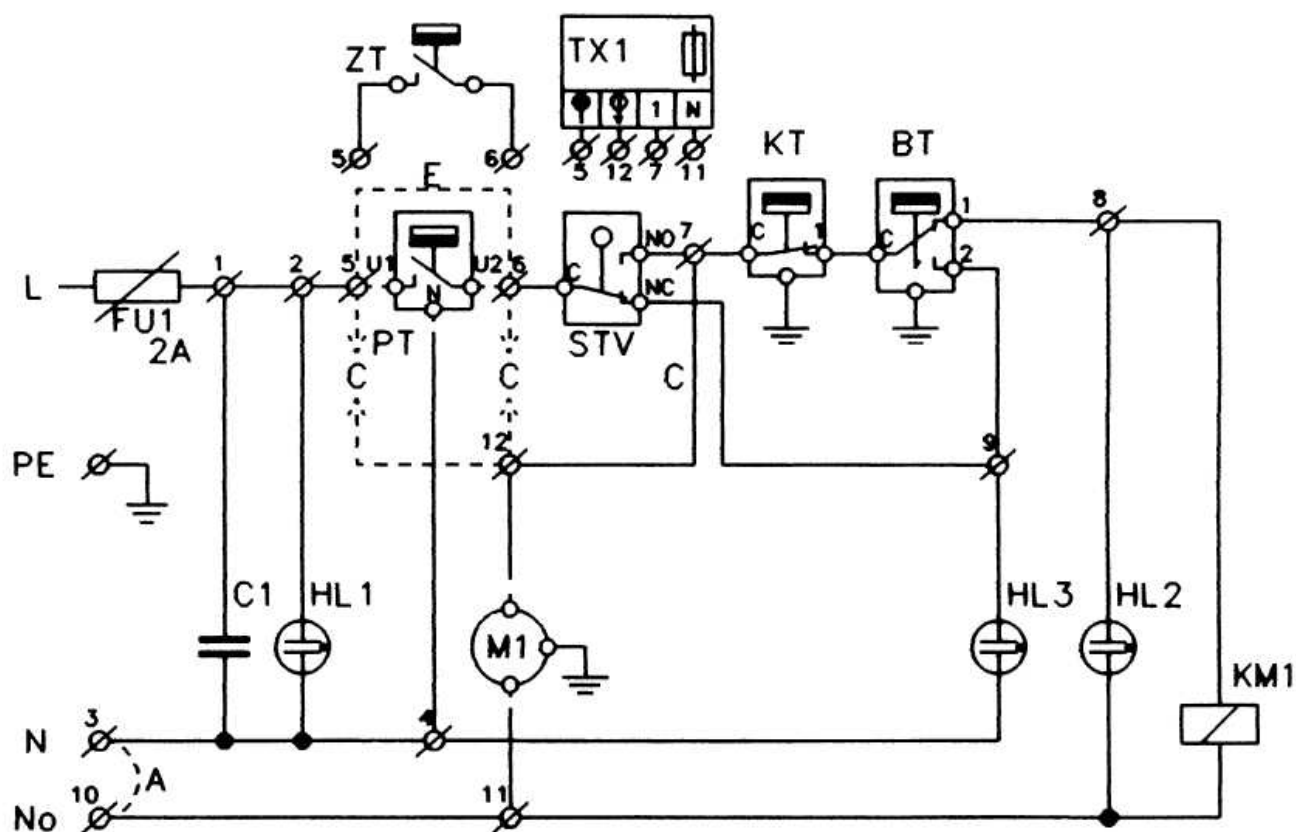 ZT
TX1
1 N
5 6
5 12 7 11
KT BT
E
1 8
NO 7 C 1 C
2
L
1 2 5 U1 U2 6 C
N
NC
FU1
2A
PT STV
C C C
12 9
PE
C1 HL1 M1 HL3 HL2 KM1
3 4
N
A
10 11
No